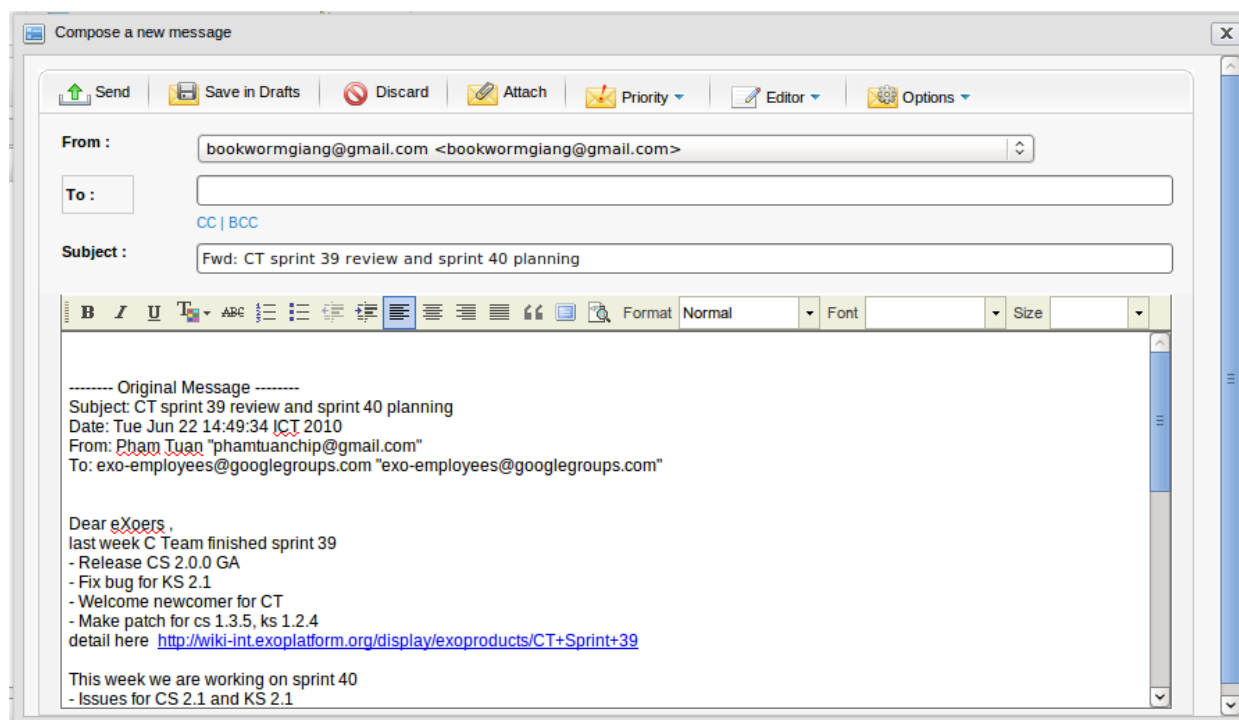 Compose a new message
Send Save in Drafts Discard Attach Priority Editor Options
From : bookwormgiang@gmail.com <bookwormgiang@gmail.com>
To :
CC | BCC
Subject : Fwd: CT sprint 39 review and sprint 40 planning
B I U T ABC Format Normal Font Size
-------- Original Message --------
Subject: CT sprint 39 review and sprint 40 planning
Date: Tue Jun 22 14:49:34 ICT 2010
From: Pham Tuan "phamtuanchip@gmail.com"
To: exo-employees@googlegroups.com "exo-employees@googlegroups.com"
Dear eXoers ,
last week C Team finished sprint 39
- Release CS 2.0.0 GA
- Fix bug for KS 2.1
- Welcome newcomer for CT
- Make patch for cs 1.3.5, ks 1.2.4
detail here http://wiki-int.exoplatform.org/display/exoproducts/CT+Sprint+39
This week we are working on sprint 40
- Issues for CS 2.1 and KS 2.1